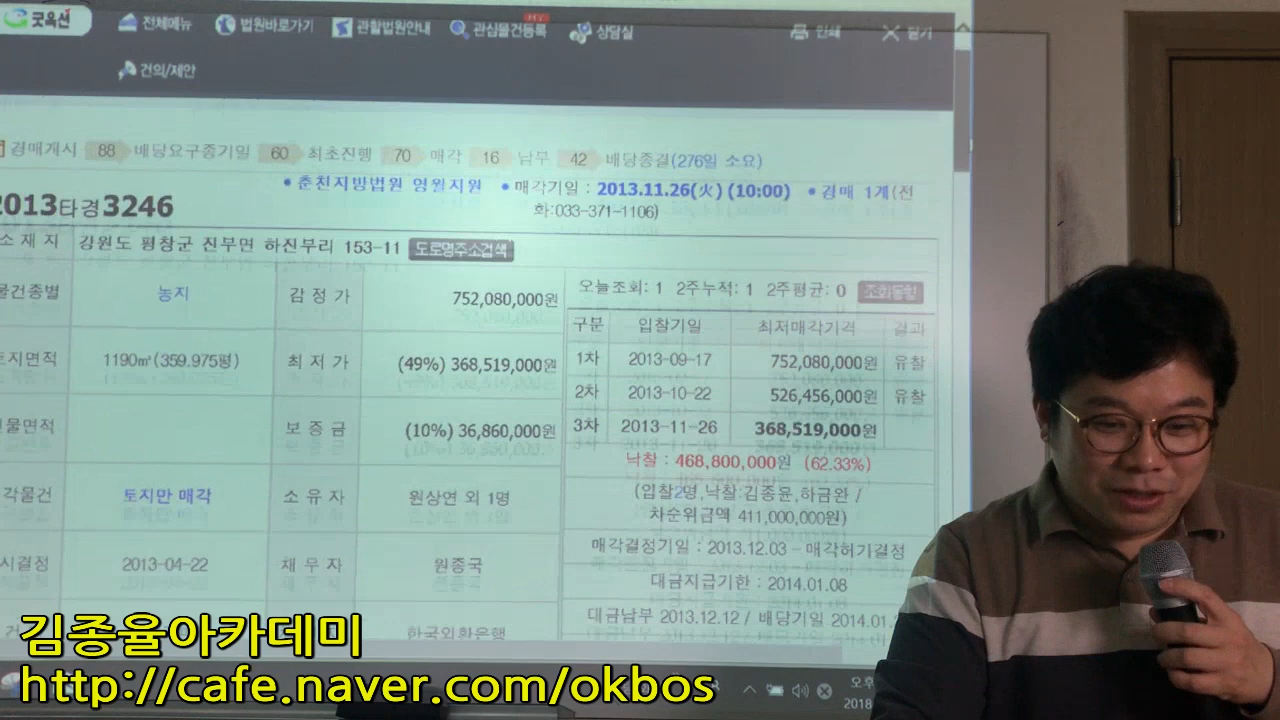 굿옥션 전체메뉴 법원바로가기 관할법원안내 관심물건등록 상담실 인쇄 닫기
건의/제안
경매개시 88 배당요구종기일 60 최초진행 70 매각 16 납부 42 배당종결(276일 소요)
2013타경3246 • 춘천지방법원 영월지원 • 매각기일 : 2013.11.26(火) (10:00) • 경매 1계(전
화:033-371-1106)
소 재 지 강원도 평창군 진부면 하진부리 153-11 도로명주소검색
물건종별 농지 감 정 가 752,080,000원
토지면적 1190㎡(359.975평) 최 저 가 (49%) 368,519,000원
건물면적 보 증 금 (10%) 36,860,000원
각물건 토지만 매각 소 유 자 원상연 외 1명
시결정 2013-04-22 채 무 자 원종국
한국외환은행
오늘조회: 1 2주누적: 1 2주평균: 0 조회동향
구분 입찰기일 최저매각가격 결과
1차 2013-09-17 752,080,000원 유찰
2차 2013-10-22 526,456,000원 유찰
3차 2013-11-26 368,519,000원
낙찰 : 468,800,000원 (62.33%)
(입찰2명,낙찰:김종윤,하금완 /
차순위금액 411,000,000원)
매각결정기일 : 2013.12.03 - 매각허가결정
대금지급기한 : 2014.01.08
대금납부 2013.12.12 / 배당기일 2014.01.
오후
2018
김종율아카데미
http://cafe.naver.com/okbos